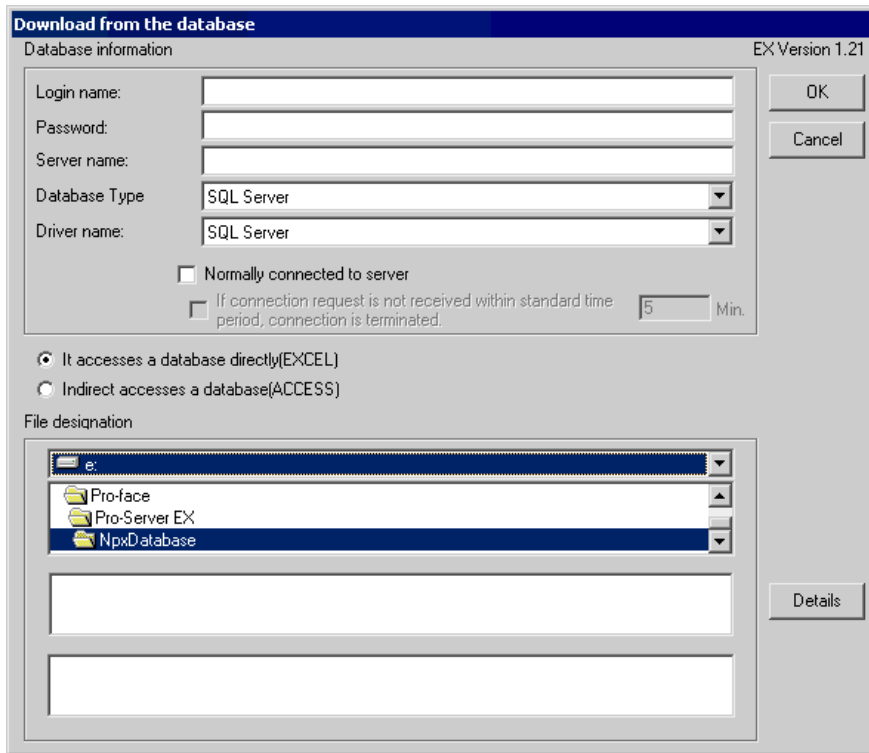 Download from the database
Database information
EX Version 1.21
Login name:
OK
Password:
Cancel
Server name:
Database Type
SQL Server
Driver name:
SQL Server
Normally connected to server
If connection request is not received within standard time
period, connection is terminated.
5
Min.
It accesses a database directly(EXCEL)
Indirect accesses a database(ACCESS)
File designation
e:
Pro-face
Pro-Server EX
NpxDatabase
Details